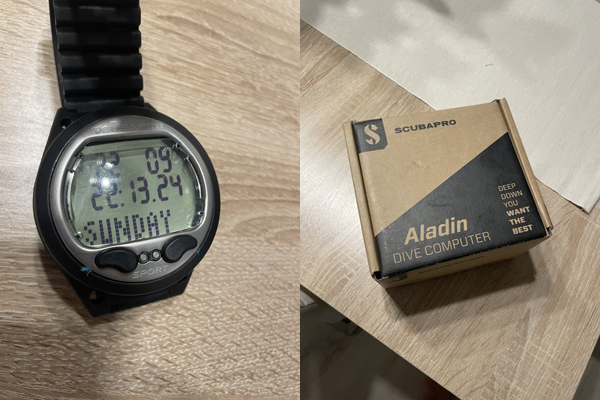 09
22.13.24
SUNDAY
SPORT
SCUBAPRO
DEEP
DOWN
YOU
WANT
THE
BEST
Aladin
DIVE COMPUTER